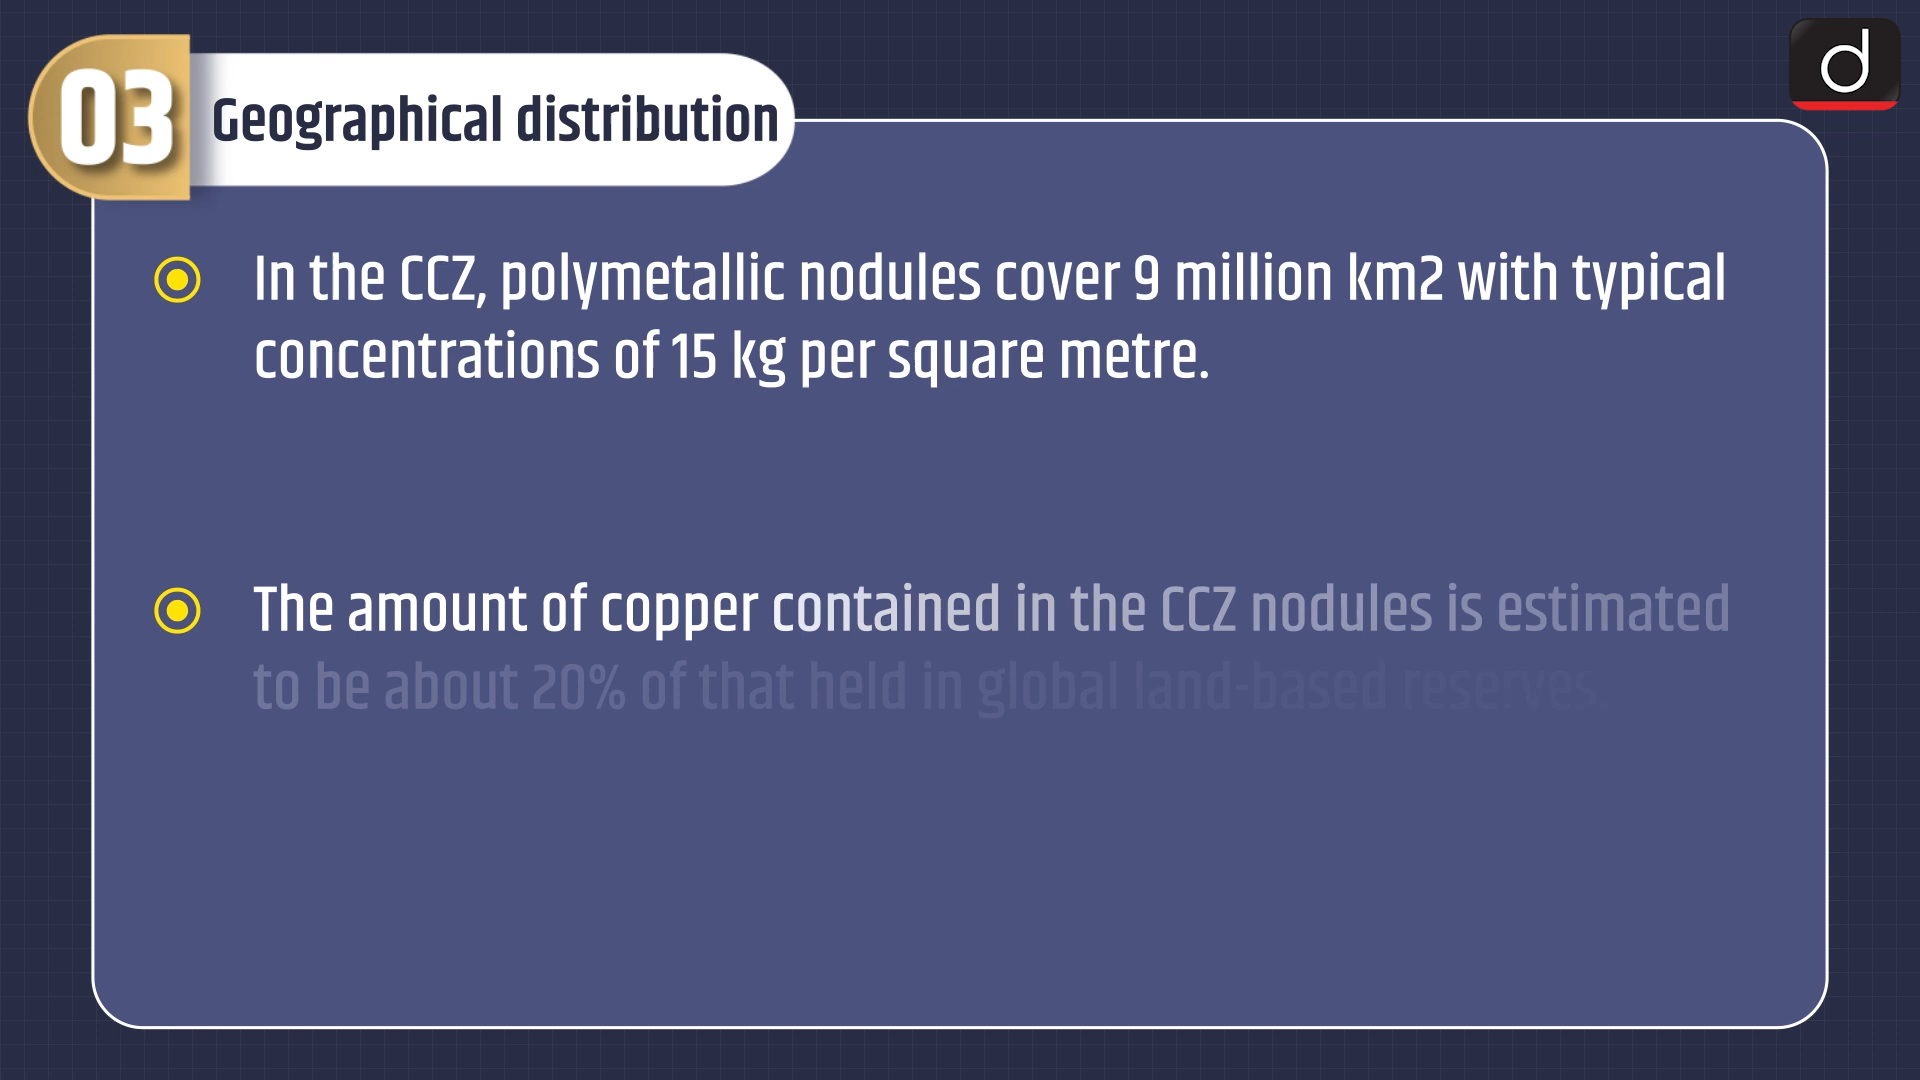 03
Geographical distribution
In the CCZ, polymetallic nodules cover 9 million km2 with typical
concentrations of 15 kg per square metre.
The amount of copper contained in the CCZ nodules is estimated
to be about 20% of that held in global land-based reserves.
d